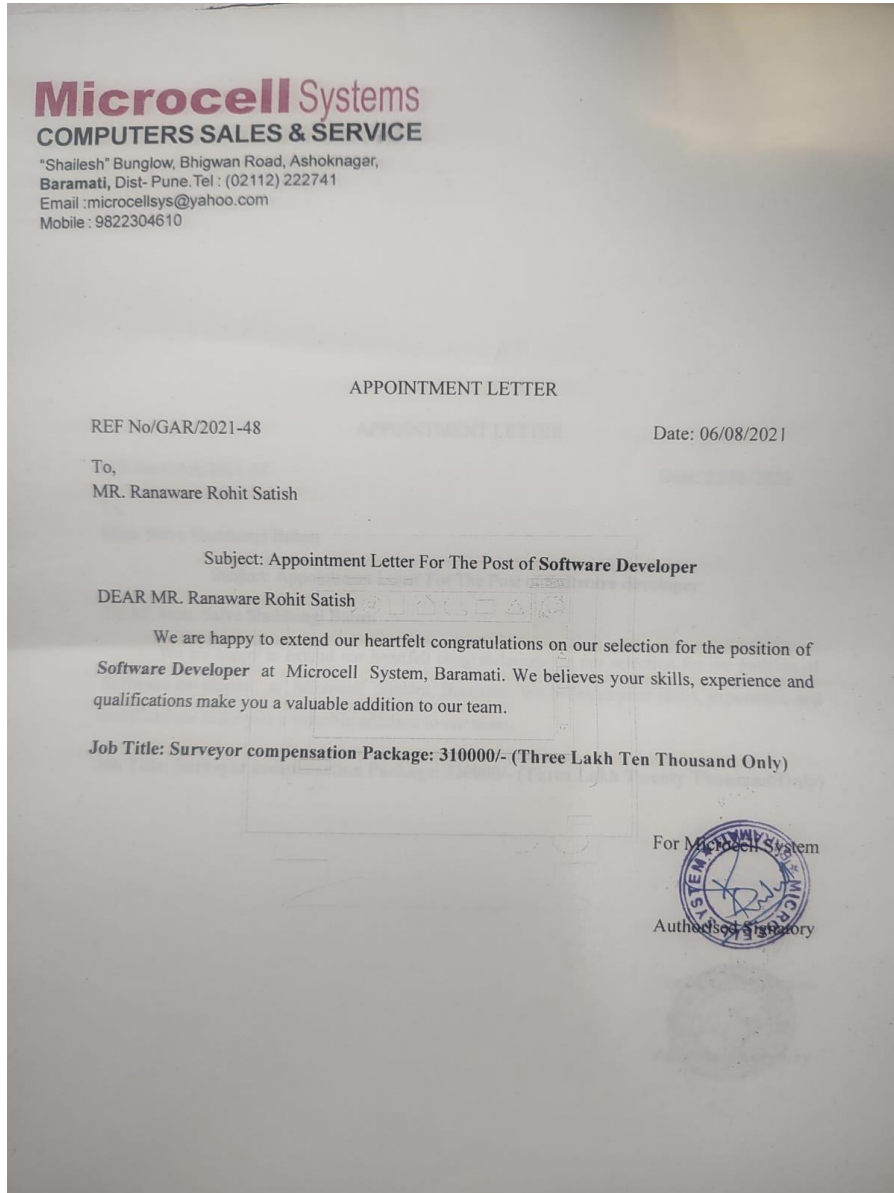 Microcell Systems
COMPUTERS SALES & SERVICE
"Shailesh" Bunglow, Bhigwan Road, Ashoknagar,
Baramati, Dist- Pune.Tel : (02112) 222741
Email :microcellsys@yahoo.com
Mobile : 9822304610
APPOINTMENT LETTER
REF No/GAR/2021-48
Date: 06/08/2021
To,
MR. Ranaware Rohit Satish
Subject: Appointment Letter For The Post of Software Developer
DEAR MR. Ranaware Rohit Satish
We are happy to extend our heartfelt congratulations on our selection for the position of
Software Developer at Microcell System, Baramati. We believes your skills, experience and
qualifications make you a valuable addition to our team.
Job Title: Surveyor compensation Package: 310000/- (Three Lakh Ten Thousand Only)
For Microcell System
Authorised Signatory